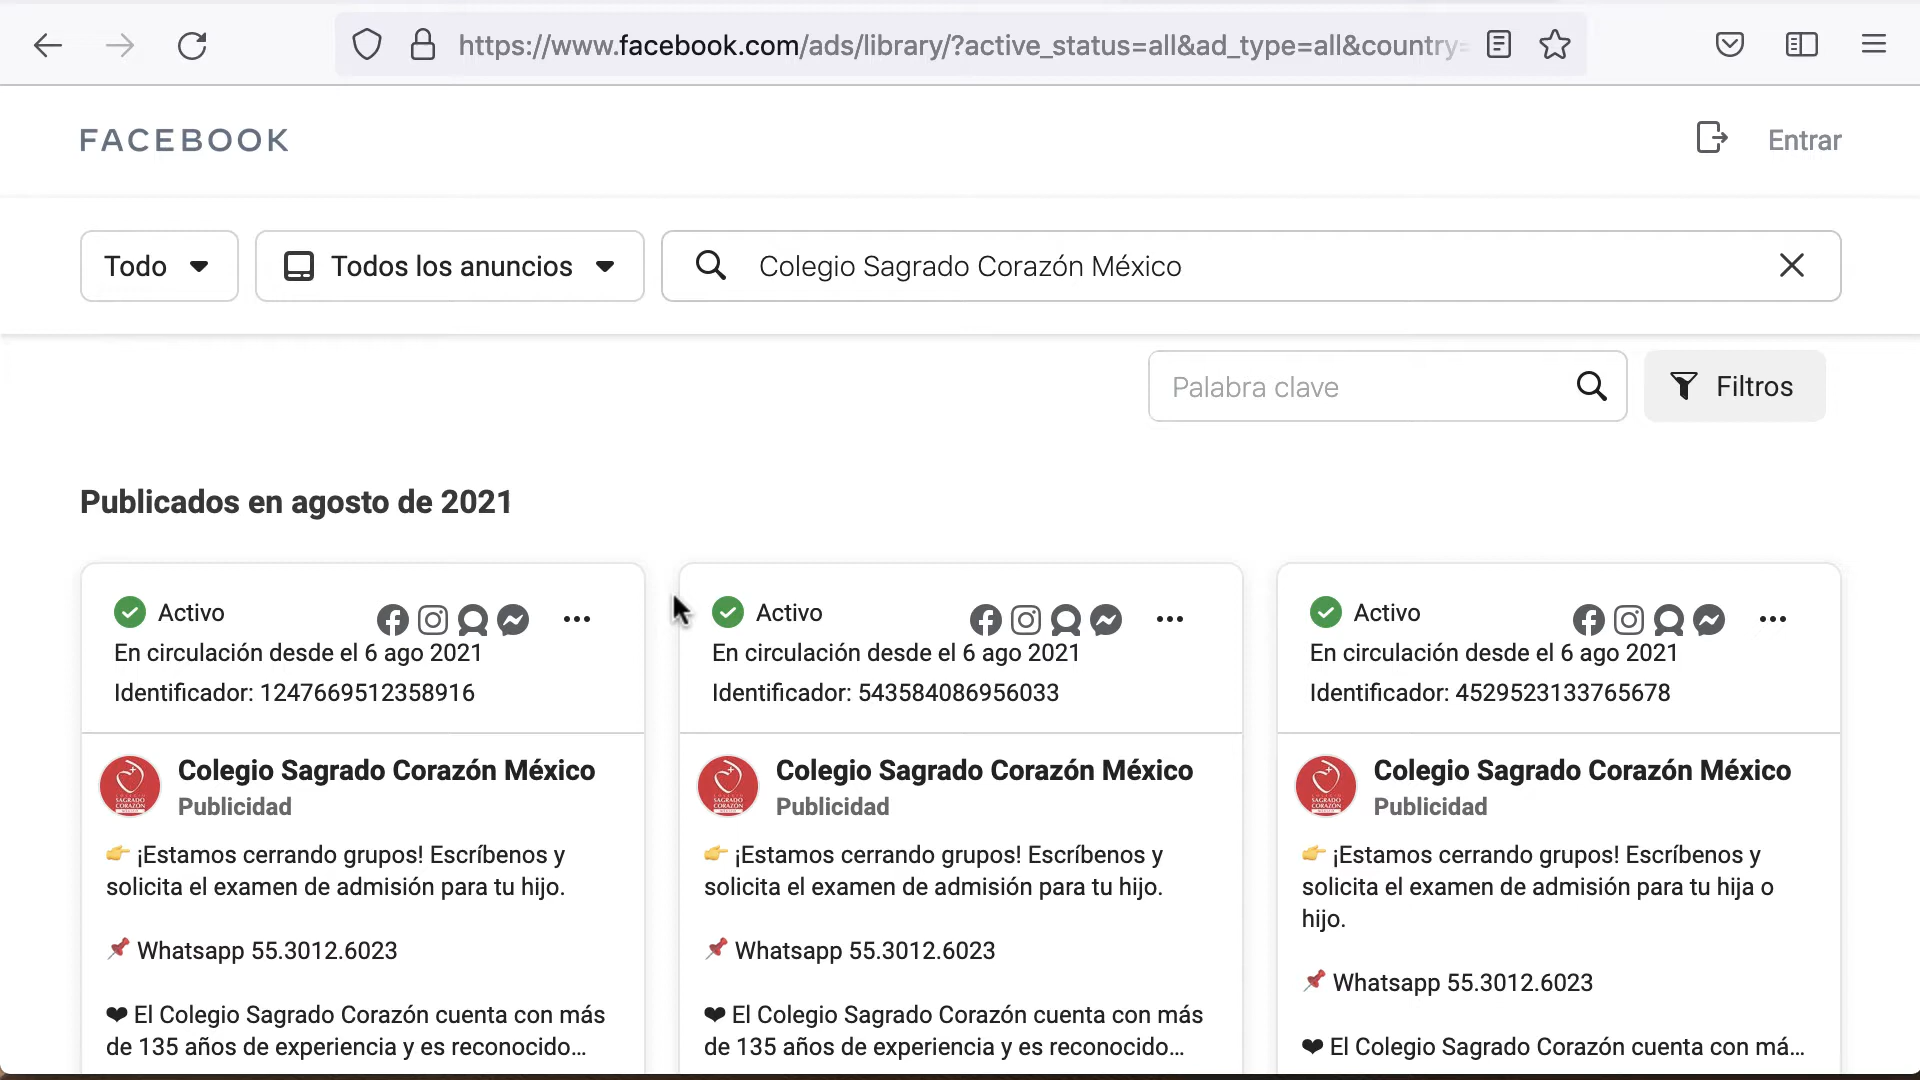 https://www.facebook.com/ads/library/?active_status=all&ad_type=all&country=
FACEBOOK
Entrar
Todo
Todos los anuncios
Colegio Sagrado Corazón México
Palabra clave
Filtros
Publicados en agosto de 2021
Activo
En circulación desde el 6 ago 2021
Identificador: 1247669512358916
Colegio Sagrado Corazón México
Publicidad
👉 ¡Estamos cerrando grupos! Escríbenos y
solicita el examen de admisión para tu hijo.
📌 Whatsapp 55.3012.6023
❤ El Colegio Sagrado Corazón cuenta con más
de 135 años de experiencia y es reconocido...
Activo
En circulación desde el 6 ago 2021
Identificador: 543584086956033
Colegio Sagrado Corazón México
Publicidad
👉 ¡Estamos cerrando grupos! Escríbenos y
solicita el examen de admisión para tu hijo.
📌 Whatsapp 55.3012.6023
❤ El Colegio Sagrado Corazón cuenta con más
de 135 años de experiencia y es reconocido...
Activo
En circulación desde el 6 ago 2021
Identificador: 4529523133765678
Colegio Sagrado Corazón México
Publicidad
👉 ¡Estamos cerrando grupos! Escríbenos y
solicita el examen de admisión para tu hija o
hijo.
📌 Whatsapp 55.3012.6023
❤ El Colegio Sagrado Corazón cuenta con má...